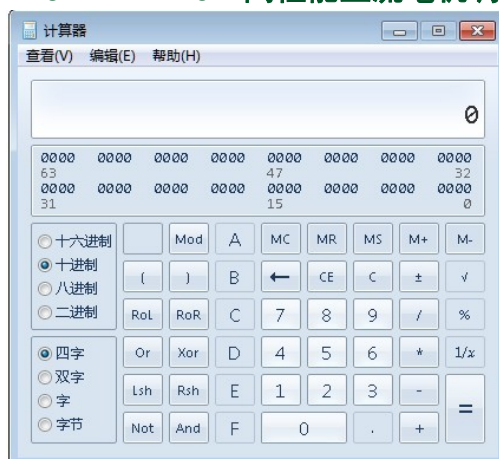 计算器
查看(V) 编辑(E) 帮助(H)
0
0000 0000 0000 0000 0000 0000 0000 0000
63 47 32
0000 0000 0000 0000 0000 0000 0000 0000
31 15 0
十六进制 Mod A MC MR MS M+ M-
十进制 ( ) B ← CE C ± √
八进制
二进制 RoL RoR C 7 8 9 / %
四字 Or Xor D 4 5 6 * 1/x
双字
字 Lsh Rsh E 1 2 3 - =
字节 Not And F 0 . +